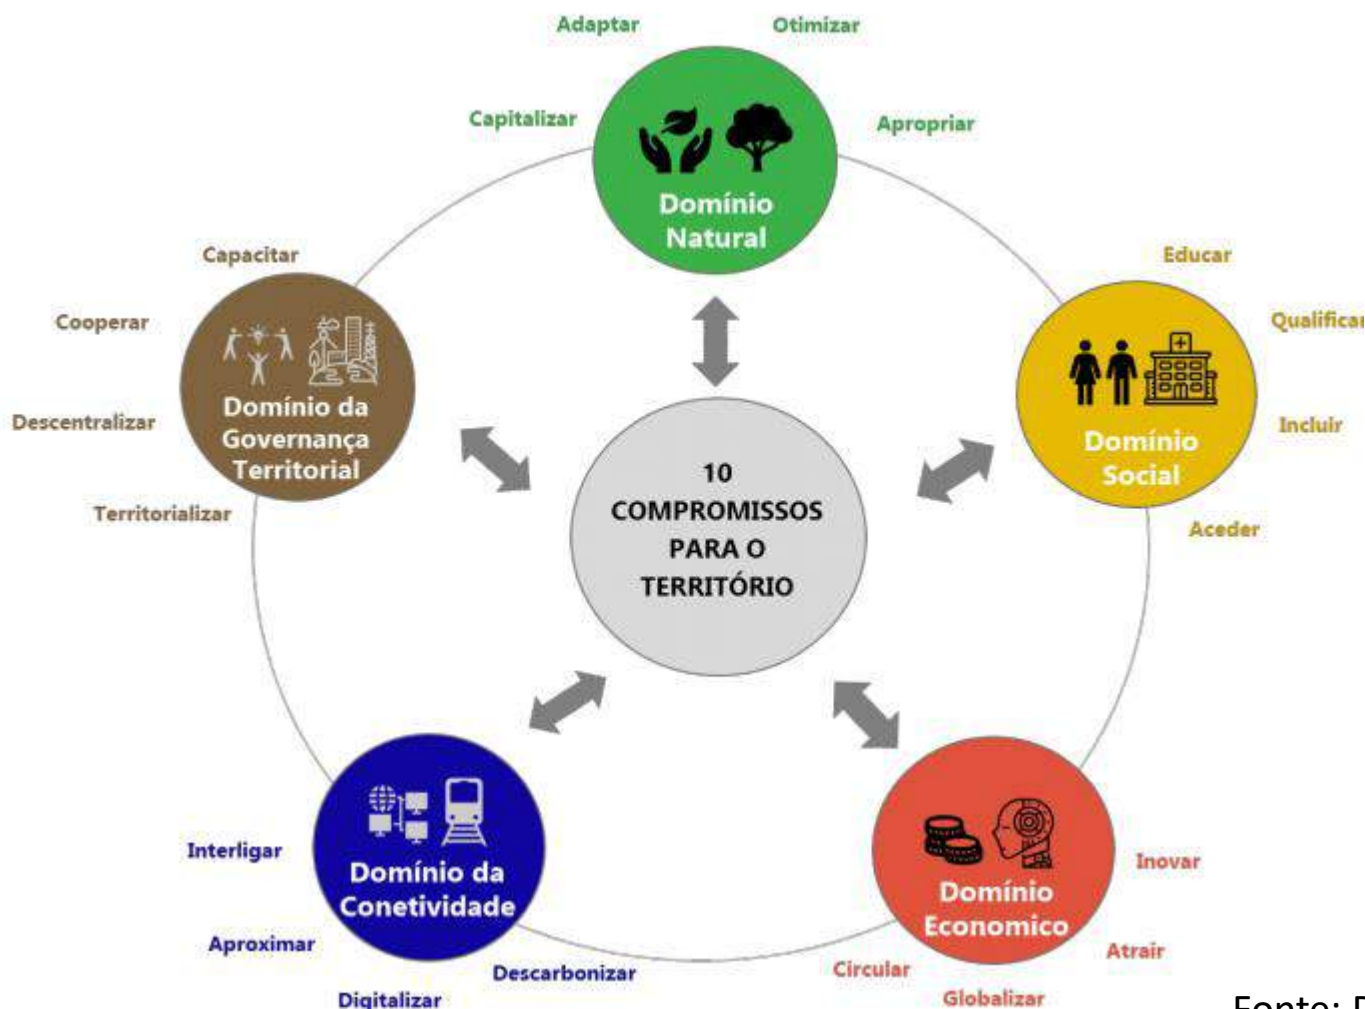 Adaptar
Otimizar
Capitalizar
Apropriar
Domínio
Natural
Capacitar
Cooperar
Descentralizar
Territorializar
Domínio da
Governança
Territorial
Educar
Qualificar
Incluir
Aceder
Domínio
Social
10
COMPROMISSOS
PARA O
TERRITÓRIO
Interligar
Aproximar
Digitalizar
Descarbonizar
Domínio da
Conetividade
Domínio
Economico
Inovar
Atrair
Circular
Globalizar
Fonte: